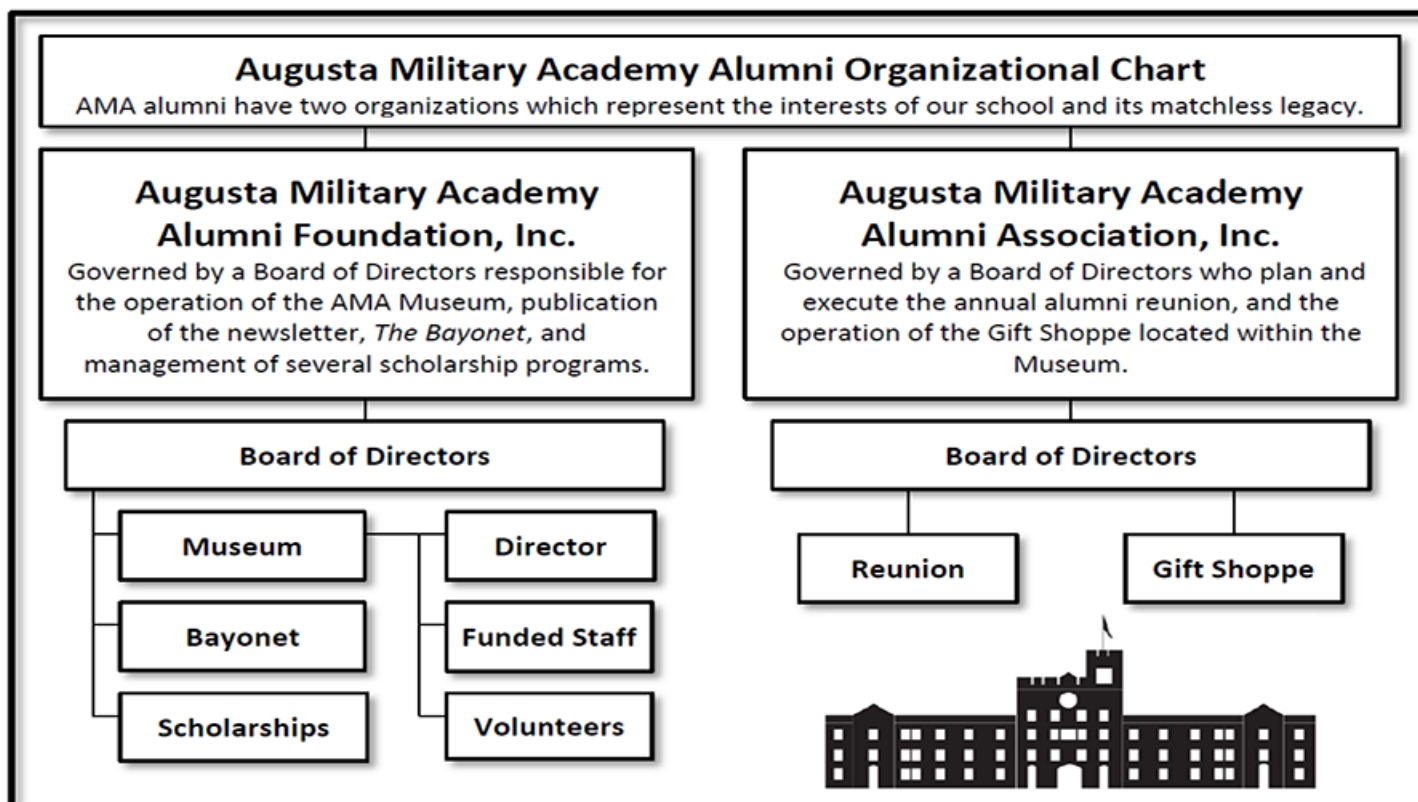 Augusta Military Academy Alumni Organizational Chart
AMA alumni have two organizations which represent the interests of our school and its matchless legacy.
Augusta Military Academy
Alumni Foundation, Inc.
Governed by a Board of Directors responsible for
the operation of the AMA Museum, publication
of the newsletter, The Bayonet, and
management of several scholarship programs.
Augusta Military Academy
Alumni Association, Inc.
Governed by a Board of Directors who plan and
execute the annual alumni reunion, and the
operation of the Gift Shoppe located within the
Museum.
Board of Directors
Museum
Director
Bayonet
Funded Staff
Scholarships
Volunteers
Board of Directors
Reunion
Gift Shoppe